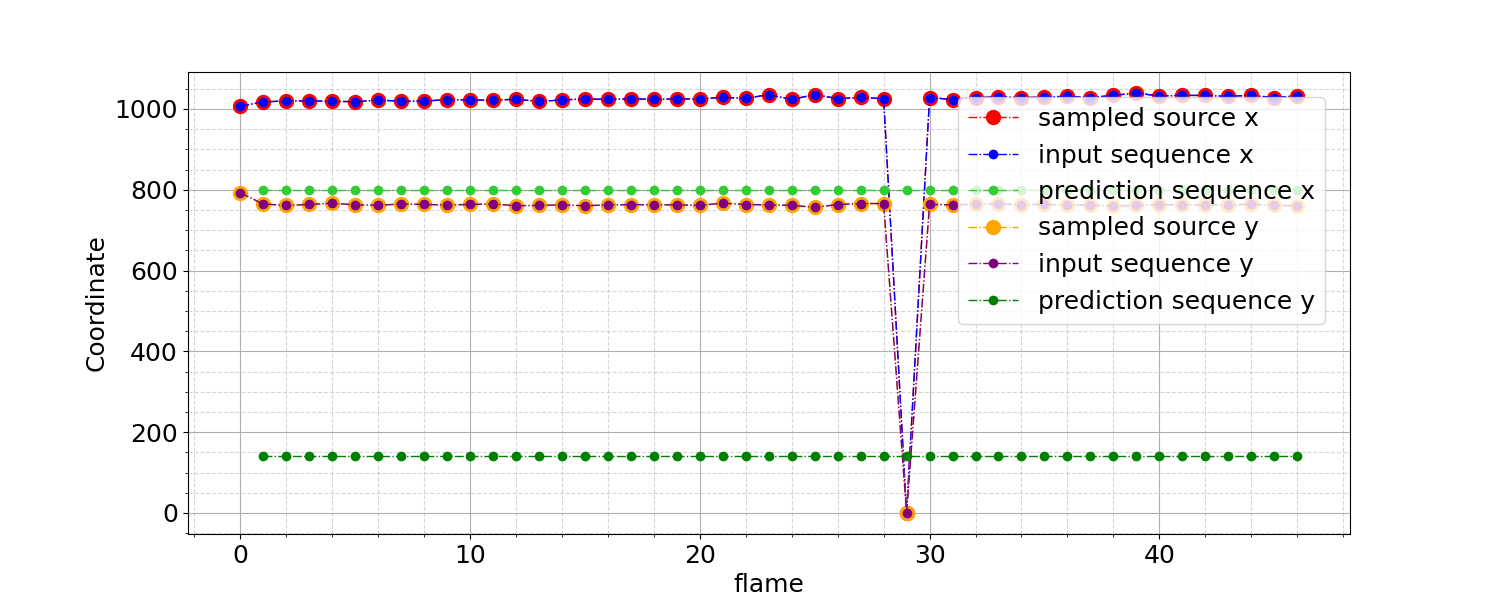 1000
800
600
400
200
0
Coordinate
sampled source x
input sequence x
prediction sequence x
sampled source y
input sequence y
prediction sequence y
0 10 20 30 40
flame